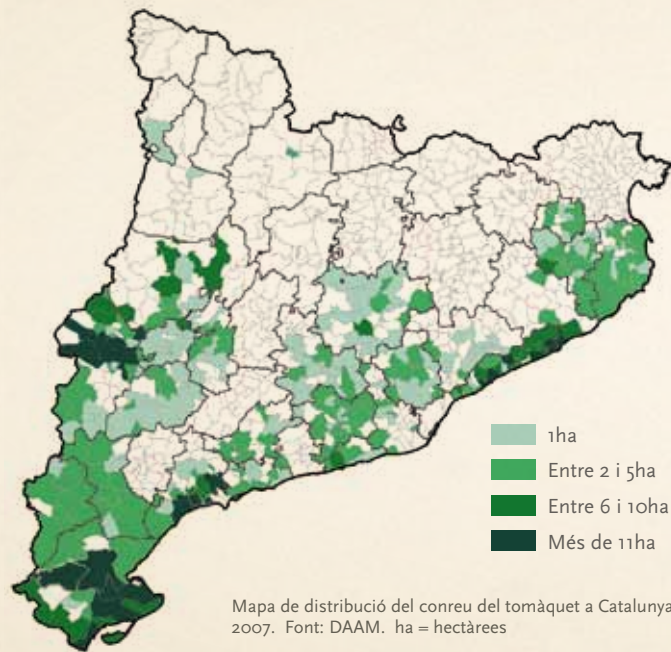 1ha
Entre 2 i 5ha
Entre 6 i 10ha
Més de 11ha
Mapa de distribució del conreu del tomàquet a Catalunya
2007. Font: DAAM. ha = hectàrees